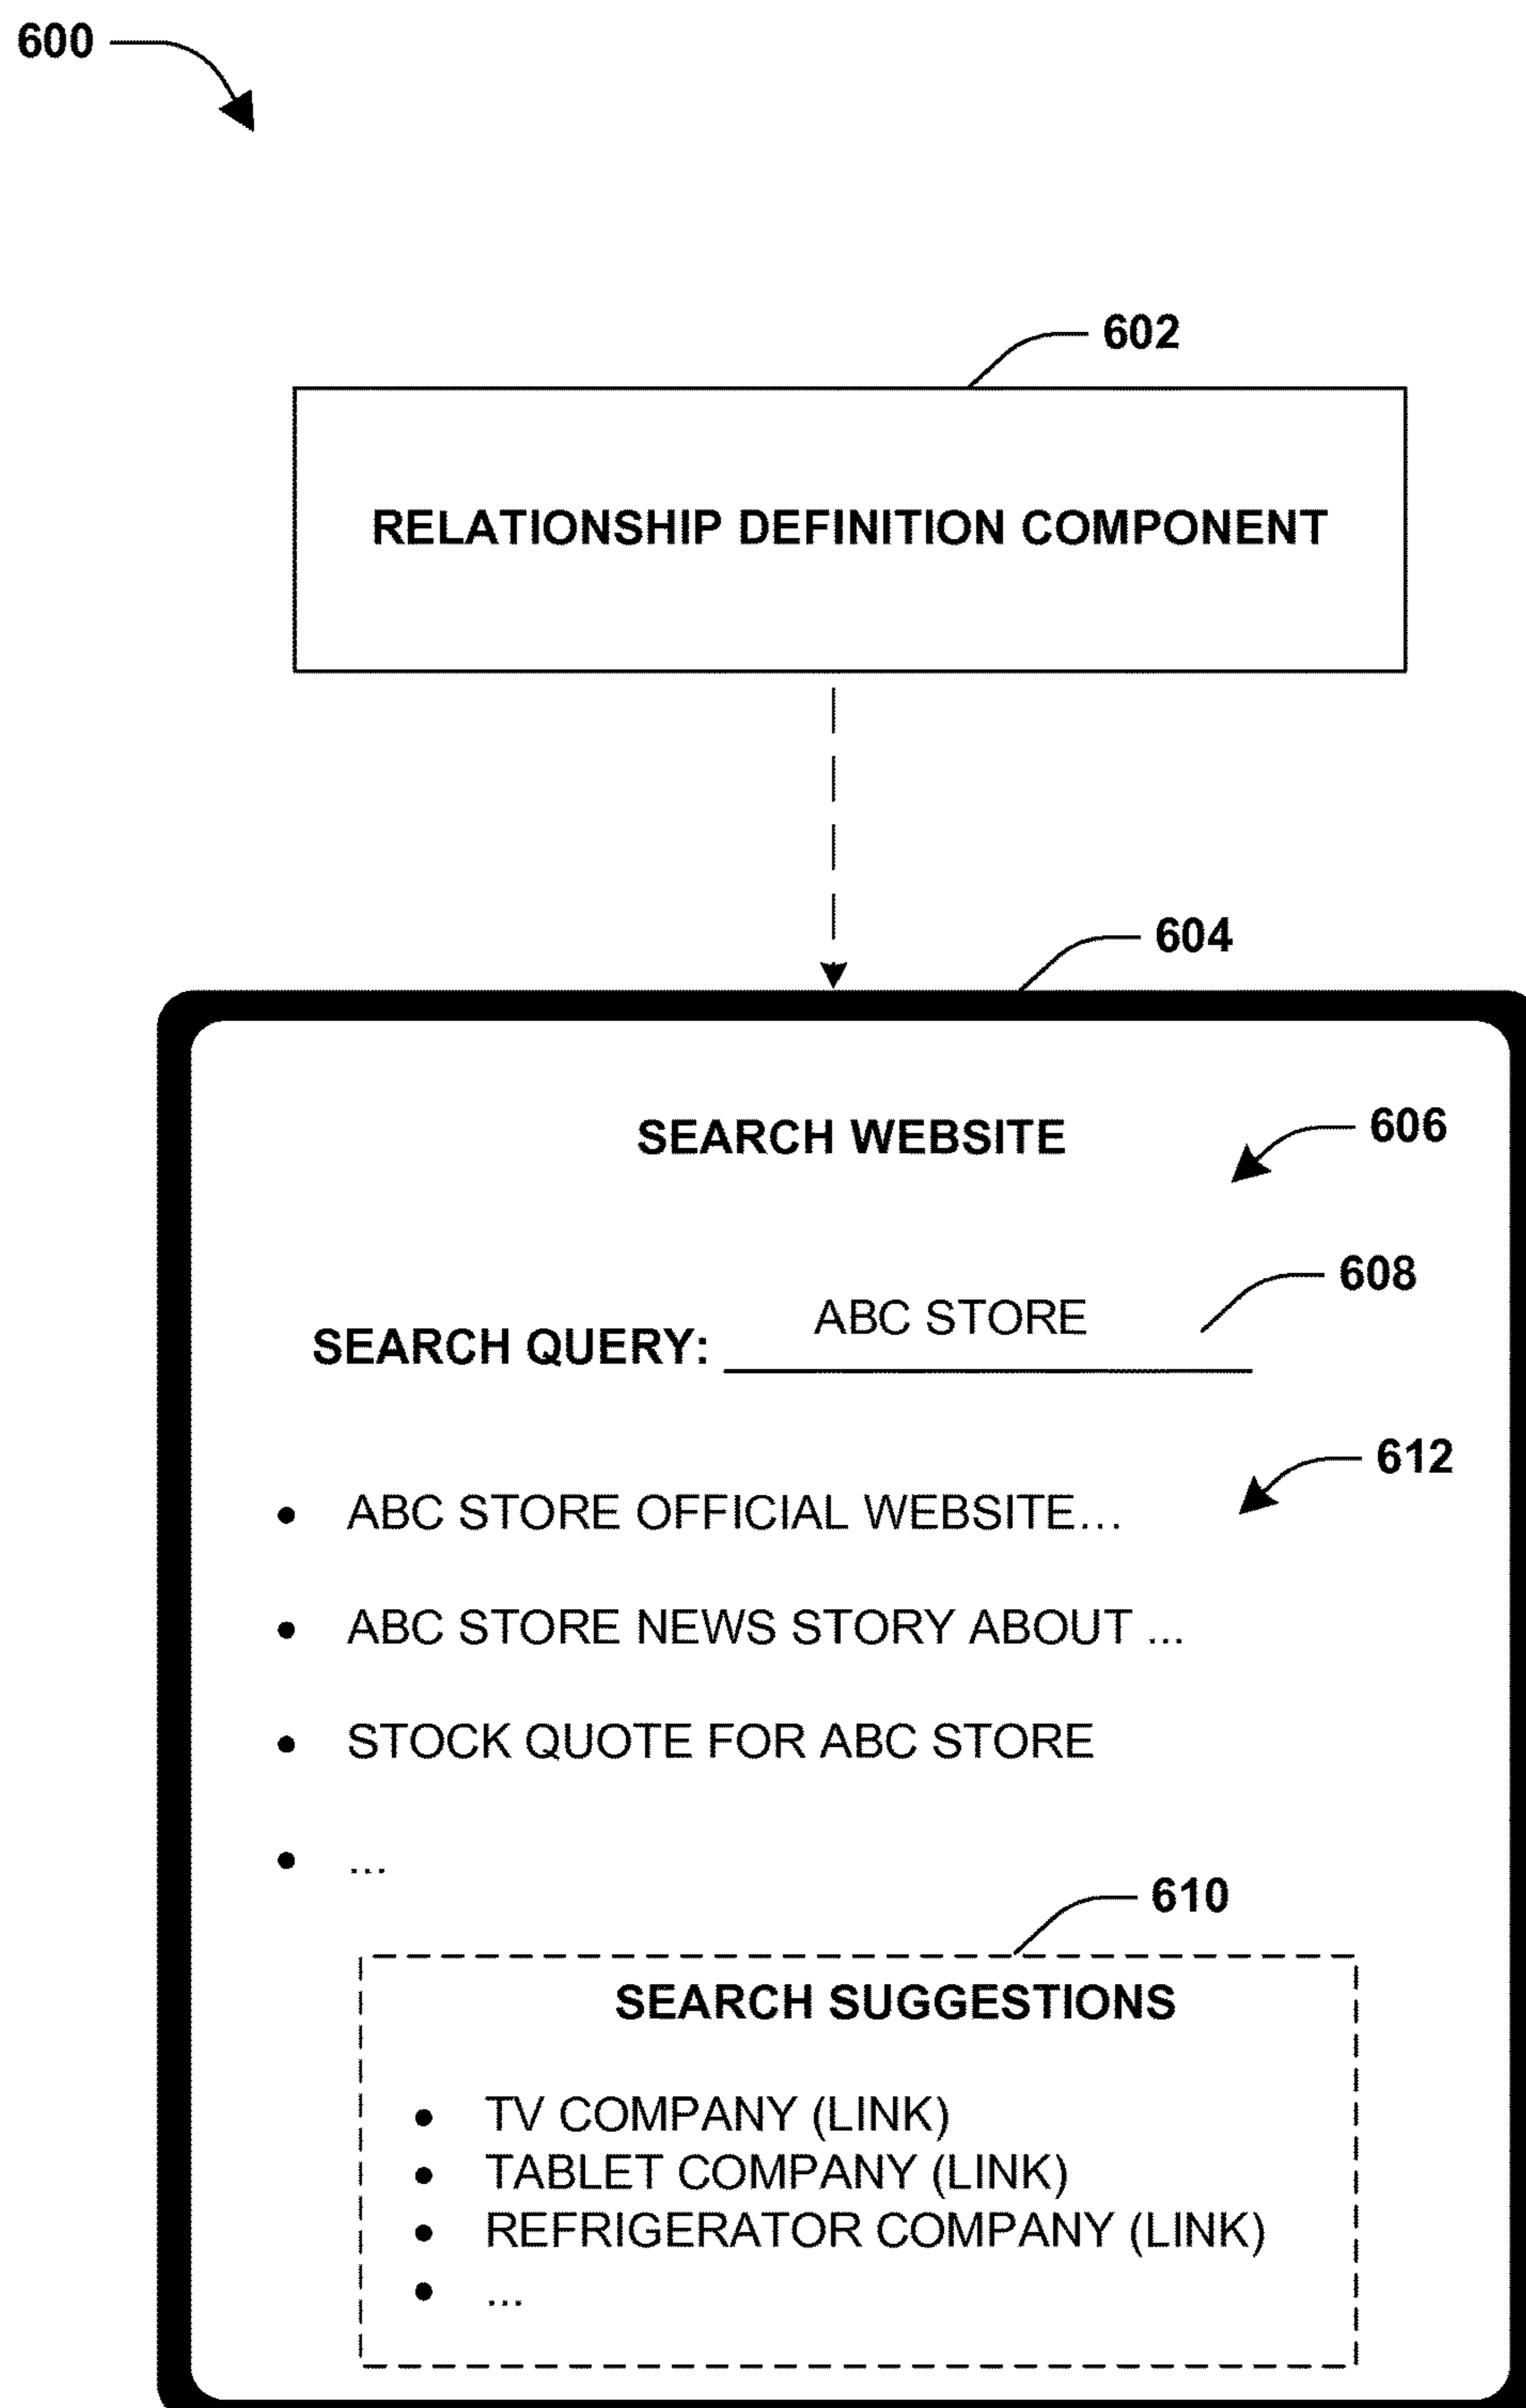 600
602
RELATIONSHIP DEFINITION COMPONENT
604
SEARCH WEBSITE
606
608
SEARCH QUERY: ABC STORE
612
• ABC STORE OFFICIAL WEBSITE...
• ABC STORE NEWS STORY ABOUT ...
• STOCK QUOTE FOR ABC STORE
• ...
610
SEARCH SUGGESTIONS
• TV COMPANY (LINK)
• TABLET COMPANY (LINK)
• REFRIGERATOR COMPANY (LINK)
• ...